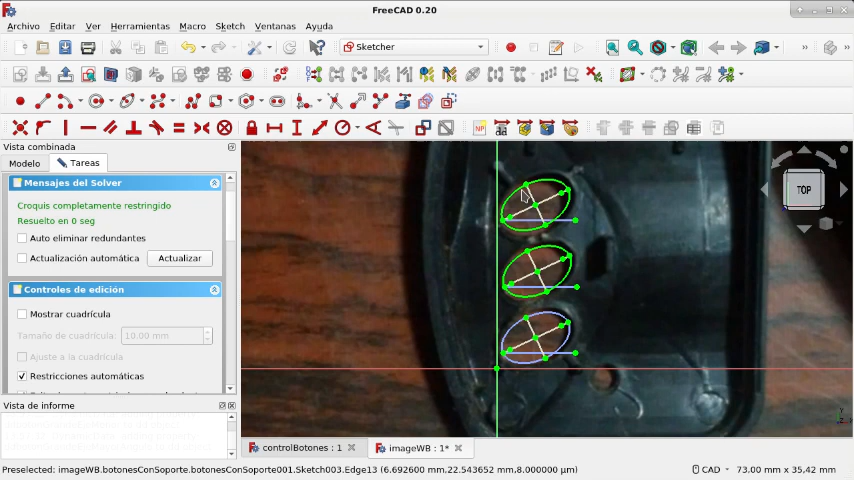 FreeCAD 0.20
Archivo Editar Ver Herramientas Macro Sketch Ventanas Ayuda
Sketcher
Vista combinada
Modelo Tareas
Mensajes del Solver
Croquis completamente restringido
Resuelto en 0 seg
Auto eliminar redundantes
Actualización automática Actualizar
Controles de edición
Mostrar cuadrícula
Tamaño de cuadrícula: 10.00 mm
Ajuste a la cuadrícula
Restricciones automáticas
Vista de informe
TOP
controlBotones : 1 imageWB : 1*
Preselected: imageWB.botonesConSoporte.botonesConSoporte001.Sketch003.Edge13 (6.692600 mm,22.543652 mm,8.000000 µm) CAD 73.00 mm x 35,42 mm